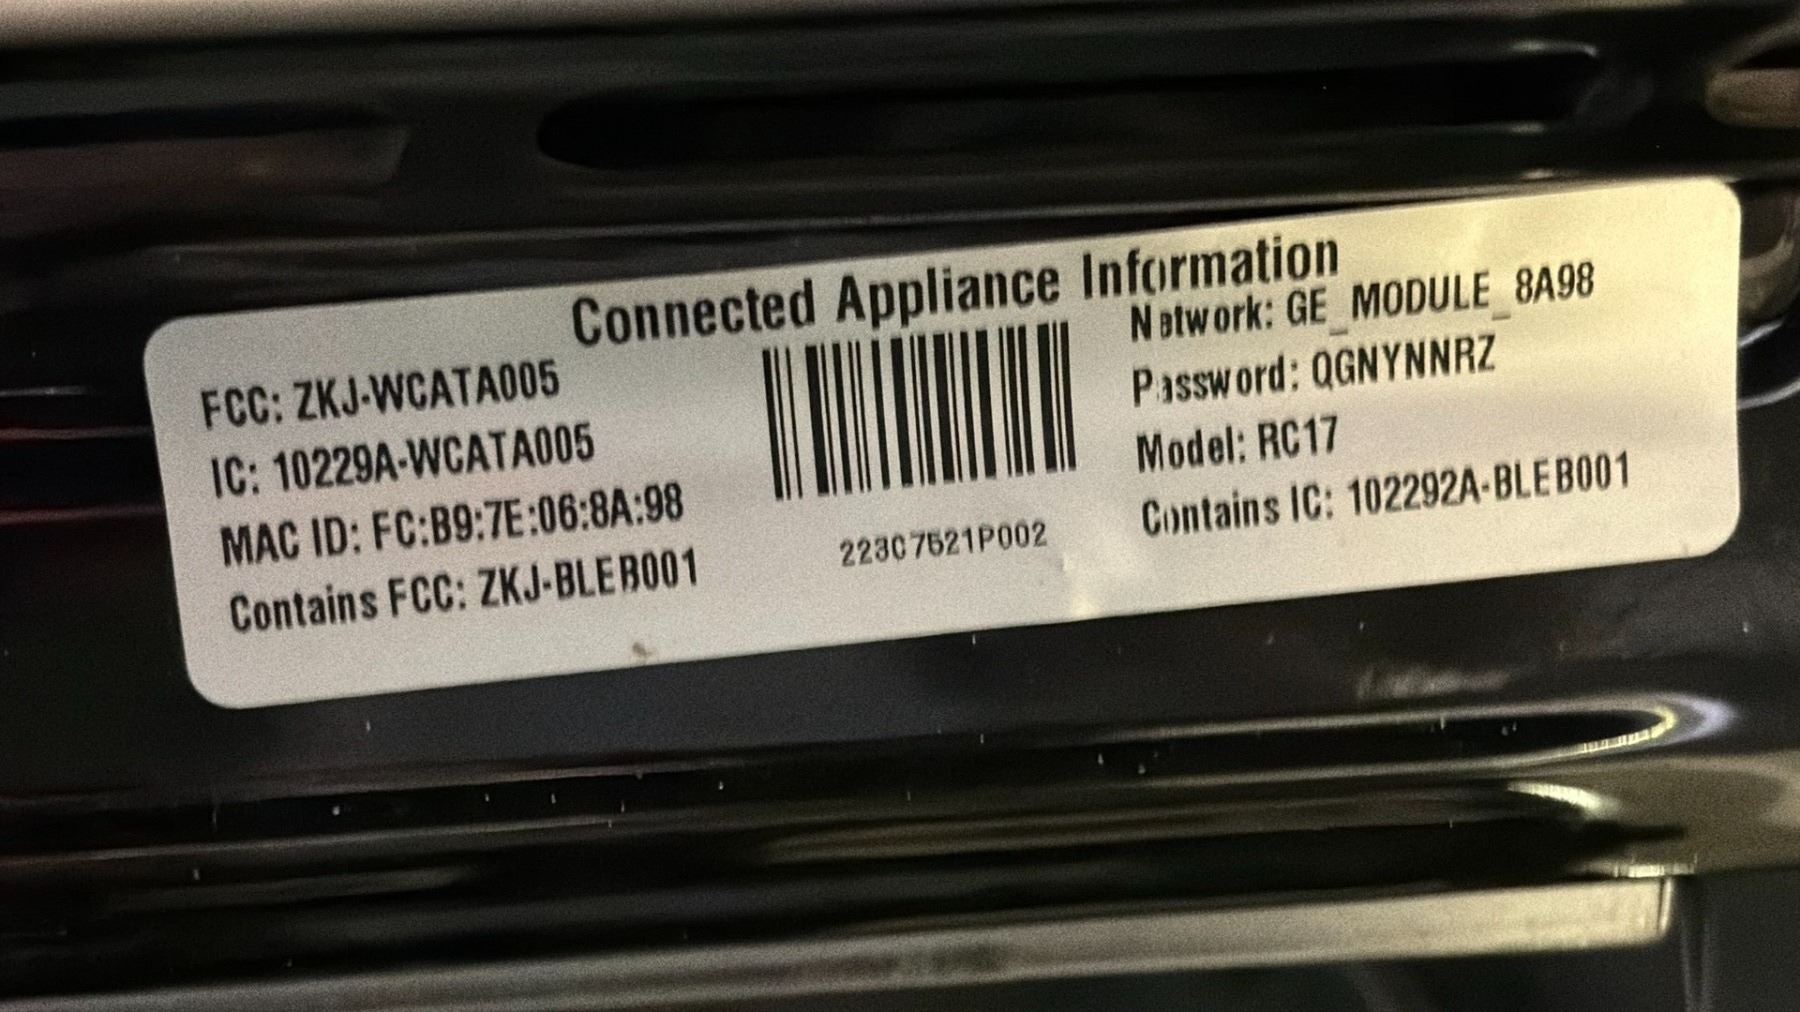 Connected Appliance Information
FCC: ZKJ-WCATA005
IC: 10229A-WCATA005
MAC ID: FC:B9:7E:06:8A:98
Contains FCC: ZKJ-BLEB001
223C7521P002
Network: GE_MODULE_8A98
Password: QGNYNNRZ
Model: RC17
Contains IC: 102292A-BLEB001